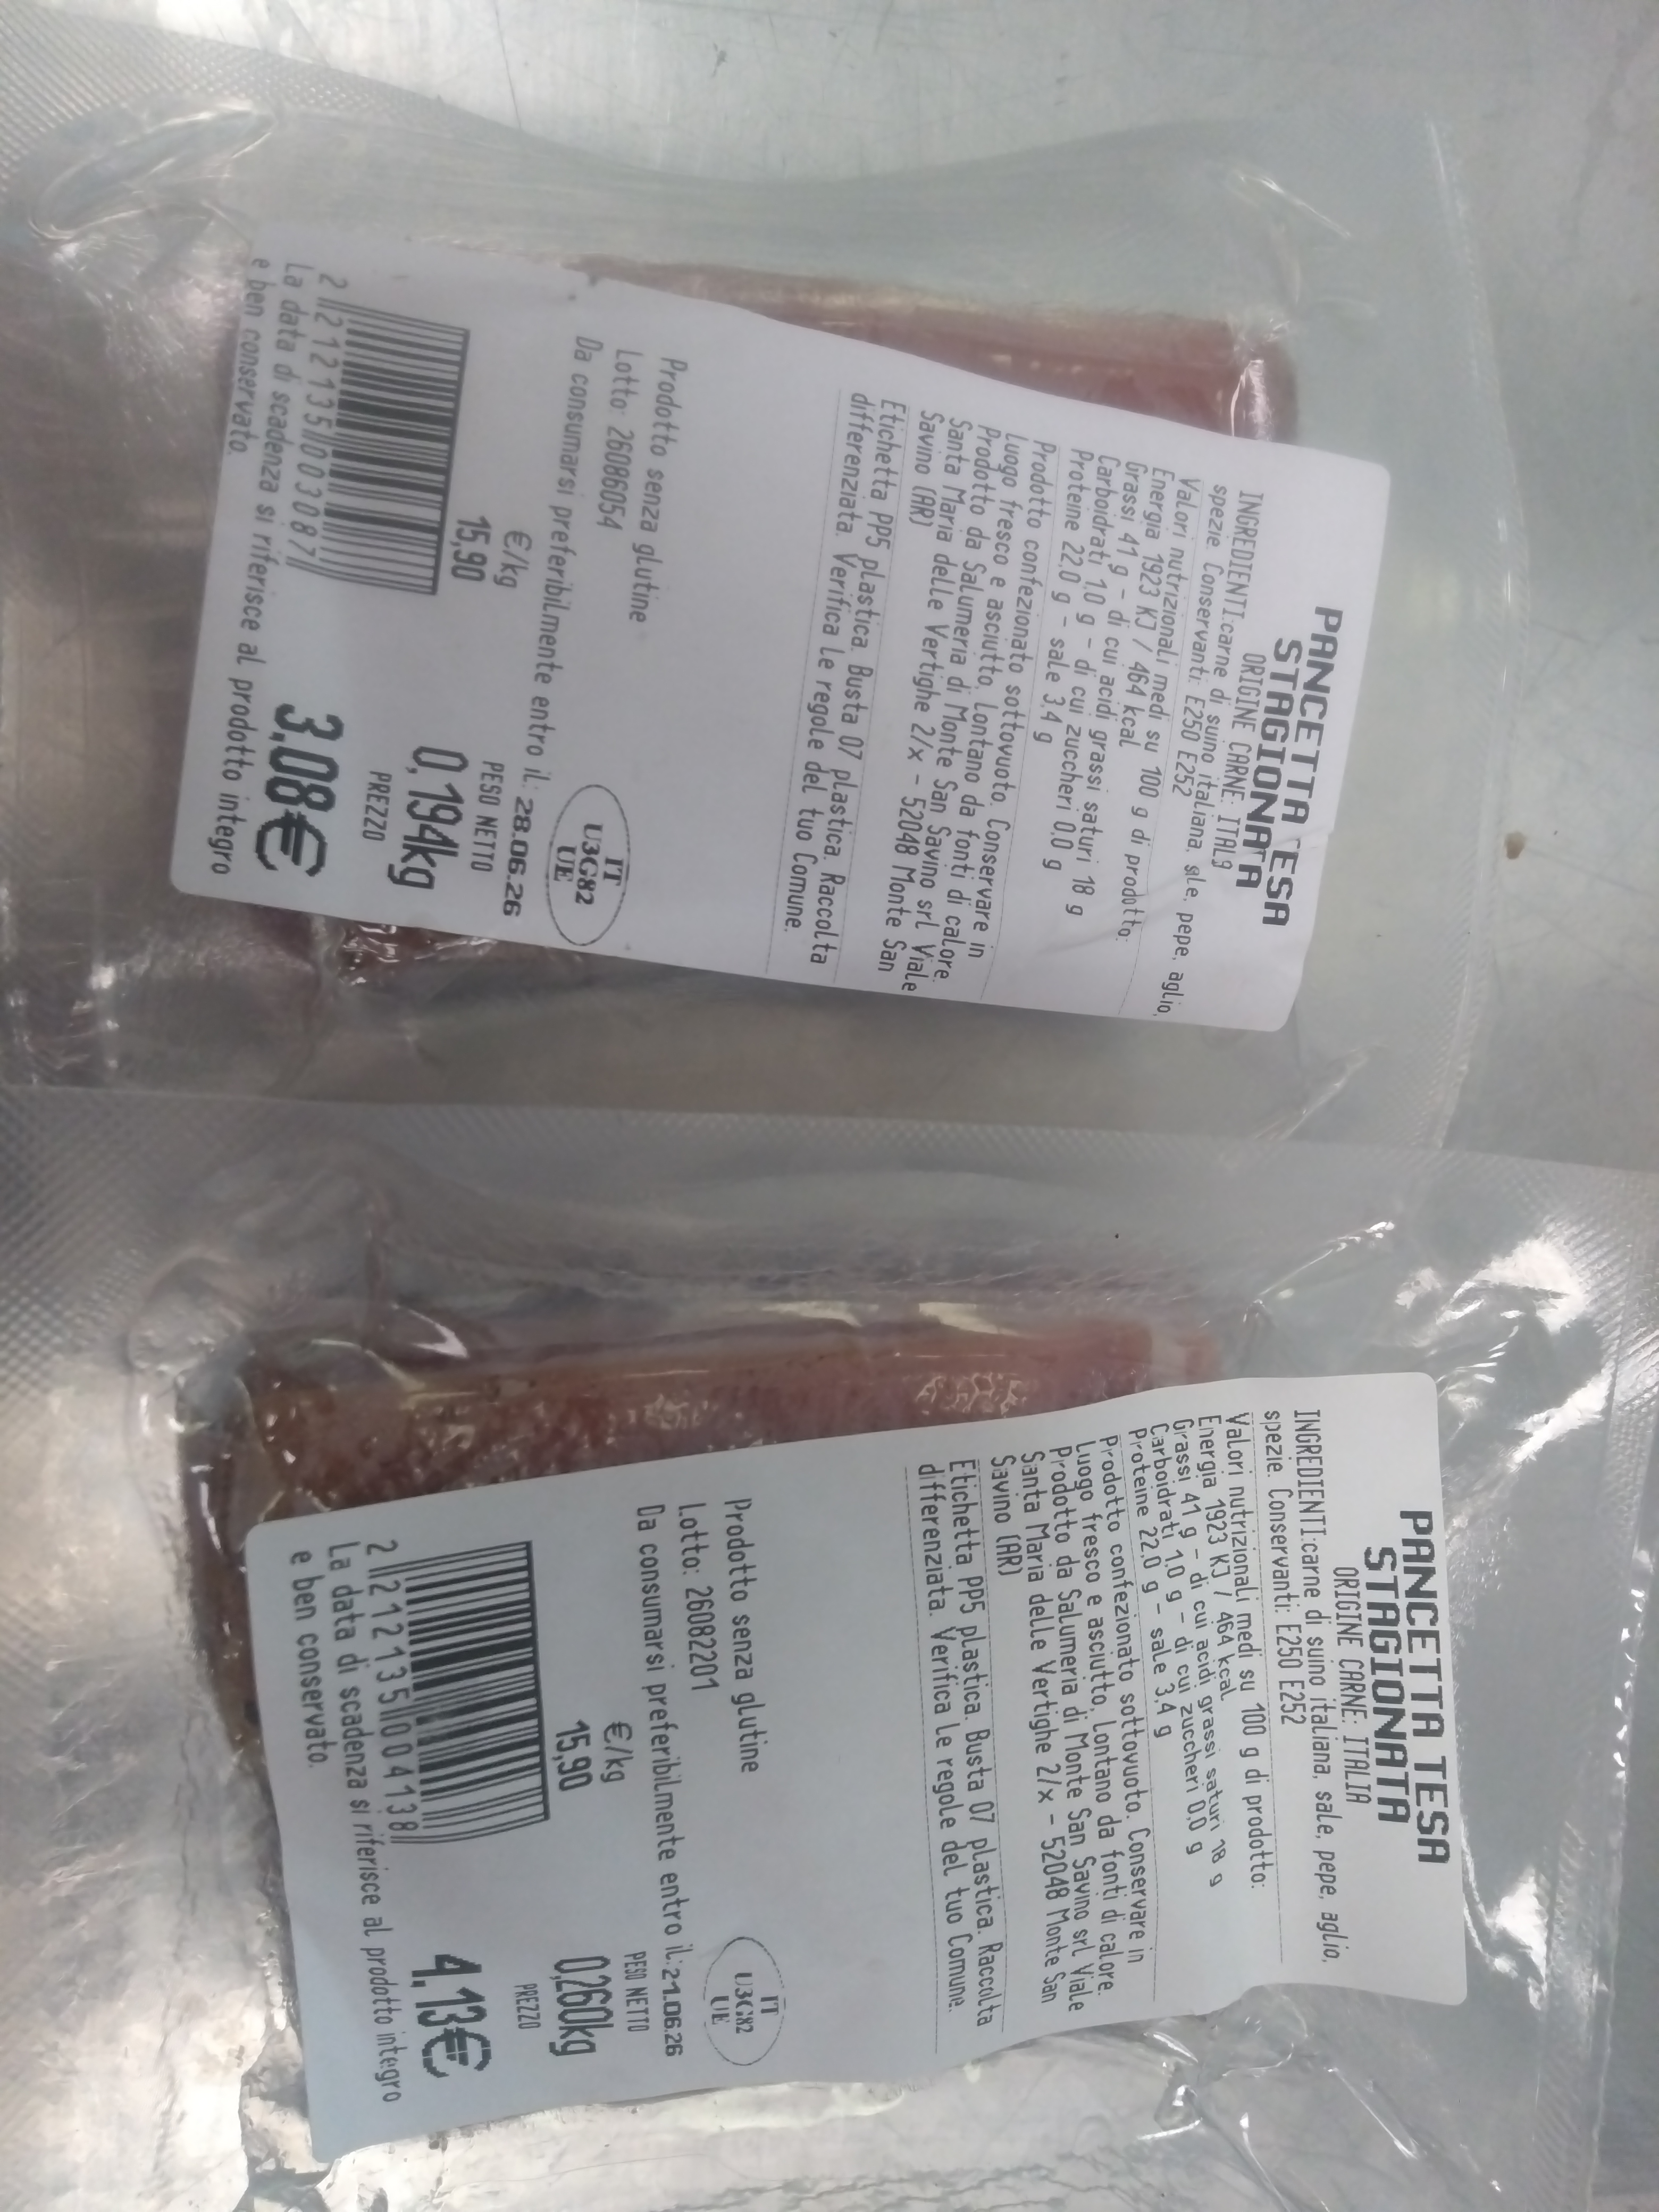 PANCETTA TESA
STAGIONATA
ORIGINE CARNE: ITAL
INGREDIENTI:carne di suino italiana, sale, pepe, aglio,
spezie. Conservanti: E250 E252
Valori nutrizionali medi su 100 g di prodotto:
Energia 1923 KJ / 464 kcal
Grassi 41 g - di cui acidi grassi saturi 18 g
Carboidrati 1,0 g - di cui zuccheri 0,0 g
Proteine 22,0 g - sale 3,4 g
Prodotto confezionato sottovuoto. Conservare in
Luogo fresco e asciutto, Lontano da fonti di calore.
Prodotto da Salumeria di Monte San Savino srl Viale
Santa Maria delle Vertighe 2/x - 52048 Monte San
Savino (AR)
Etichetta PP5 plastica. Busta 07 plastica. Raccolta
differenziata. Verifica le regole del tuo Comune.
Prodotto senza glutine
Lotto: 26086054
IT
U3G82
UE
Da consumarsi preferibilmente entro il: 28.06.26
€/kg
15,90
PESO NETTO
0,194kg
PREZZO
3,08€
2 212135 003087
La data di scadenza si riferisce al prodotto integro
e ben conservato.
PANCETTA TESA
STAGIONATA
ORIGINE CARNE: ITALIA
INGREDIENTI:carne di suino italiana, sale, pepe, aglio,
spezie. Conservanti: E250 E252
Valori nutrizionali medi su 100 g di prodotto:
Energia 1923 KJ / 464 kcal
Grassi 41 g - di cui acidi grassi saturi 18 g
Carboidrati 1,0 g - di cui zuccheri 0,0 g
Proteine 22,0 g - sale 3,4 g
Prodotto confezionato sottovuoto. Conservare in
Luogo fresco e asciutto, Lontano da fonti di calore.
Prodotto da Salumeria di Monte San Savino srl Viale
Santa Maria delle Vertighe 2/x - 52048 Monte San
Savino (AR)
Etichetta PP5 plastica. Busta 07 plastica. Raccolta
differenziata. Verifica le regole del tuo Comune.
Prodotto senza glutine
Lotto: 26082201
IT
U3G82
UE
Da consumarsi preferibilmente entro il:21.06.26
€/kg
15,90
PESO NETTO
0,260kg
PREZZO
4,13€
2 212135 004138
La data di scadenza si riferisce al prodotto integro
e ben conservato.